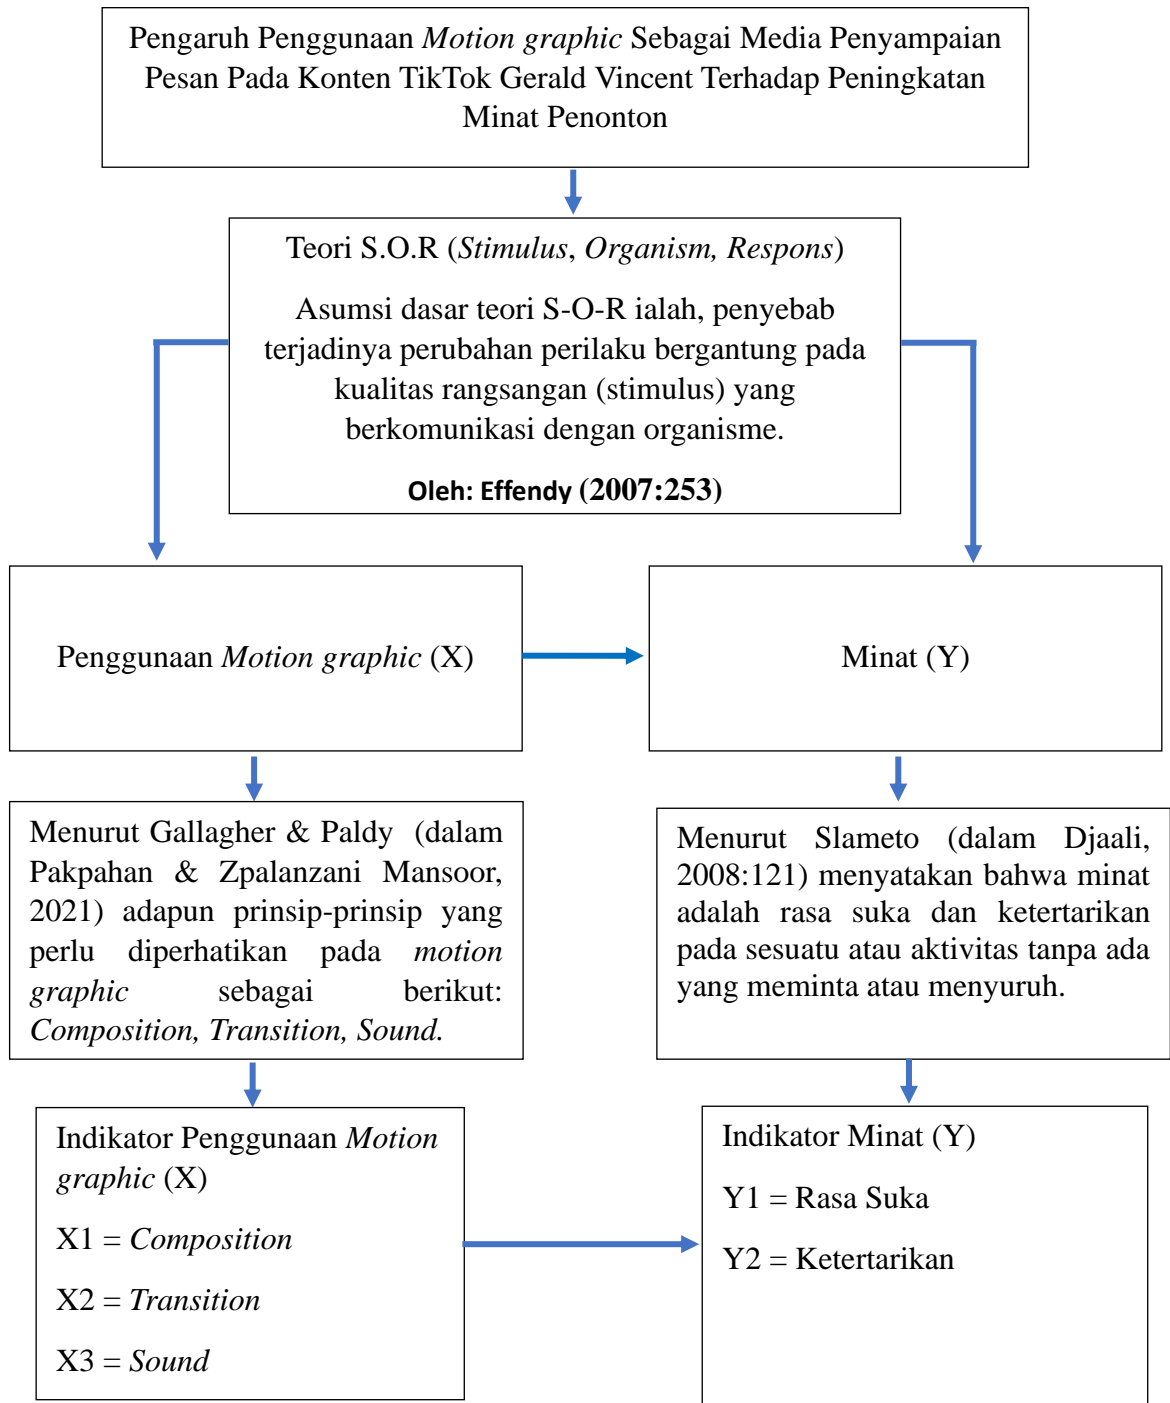 Pengaruh Penggunaan Motion graphic Sebagai Media Penyampaian
Pesan Pada Konten TikTok Gerald Vincent Terhadap Peningkatan
Minat Penonton
Teori S.O.R (Stimulus, Organism, Respons)
Asumsi dasar teori S-O-R ialah, penyebab
terjadinya perubahan perilaku bergantung pada
kualitas rangsangan (stimulus) yang
berkomunikasi dengan organisme.
Oleh: Effendy (2007:253)
Penggunaan Motion graphic (X)
Minat (Y)
Menurut Gallagher & Paldy (dalam
Pakpahan & Zpalanzani Mansoor,
2021) adapun prinsip-prinsip yang
perlu diperhatikan pada motion
graphic sebagai berikut:
Composition, Transition, Sound.
Menurut Slameto (dalam Djaali,
2008:121) menyatakan bahwa minat
adalah rasa suka dan ketertarikan
pada sesuatu atau aktivitas tanpa ada
yang meminta atau menyuruh.
Indikator Penggunaan Motion
graphic (X)
X1 = Composition
X2 = Transition
X3 = Sound
Indikator Minat (Y)
Y1 = Rasa Suka
Y2 = Ketertarikan